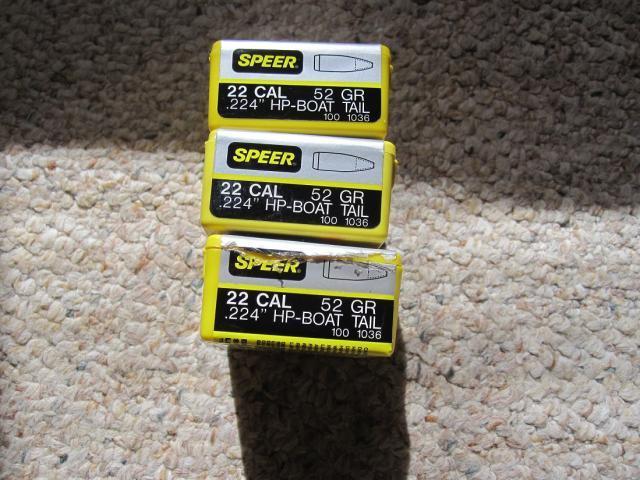 SPEER
22 CAL 52 GR
.224" HP-BOAT TAIL
100 1036
SPEER
22 CAL 52 GR
.224" HP-BOAT TAIL
100 1036
SPEER
22 CAL 52 GR
.224" HP-BOAT TAIL
100 1036